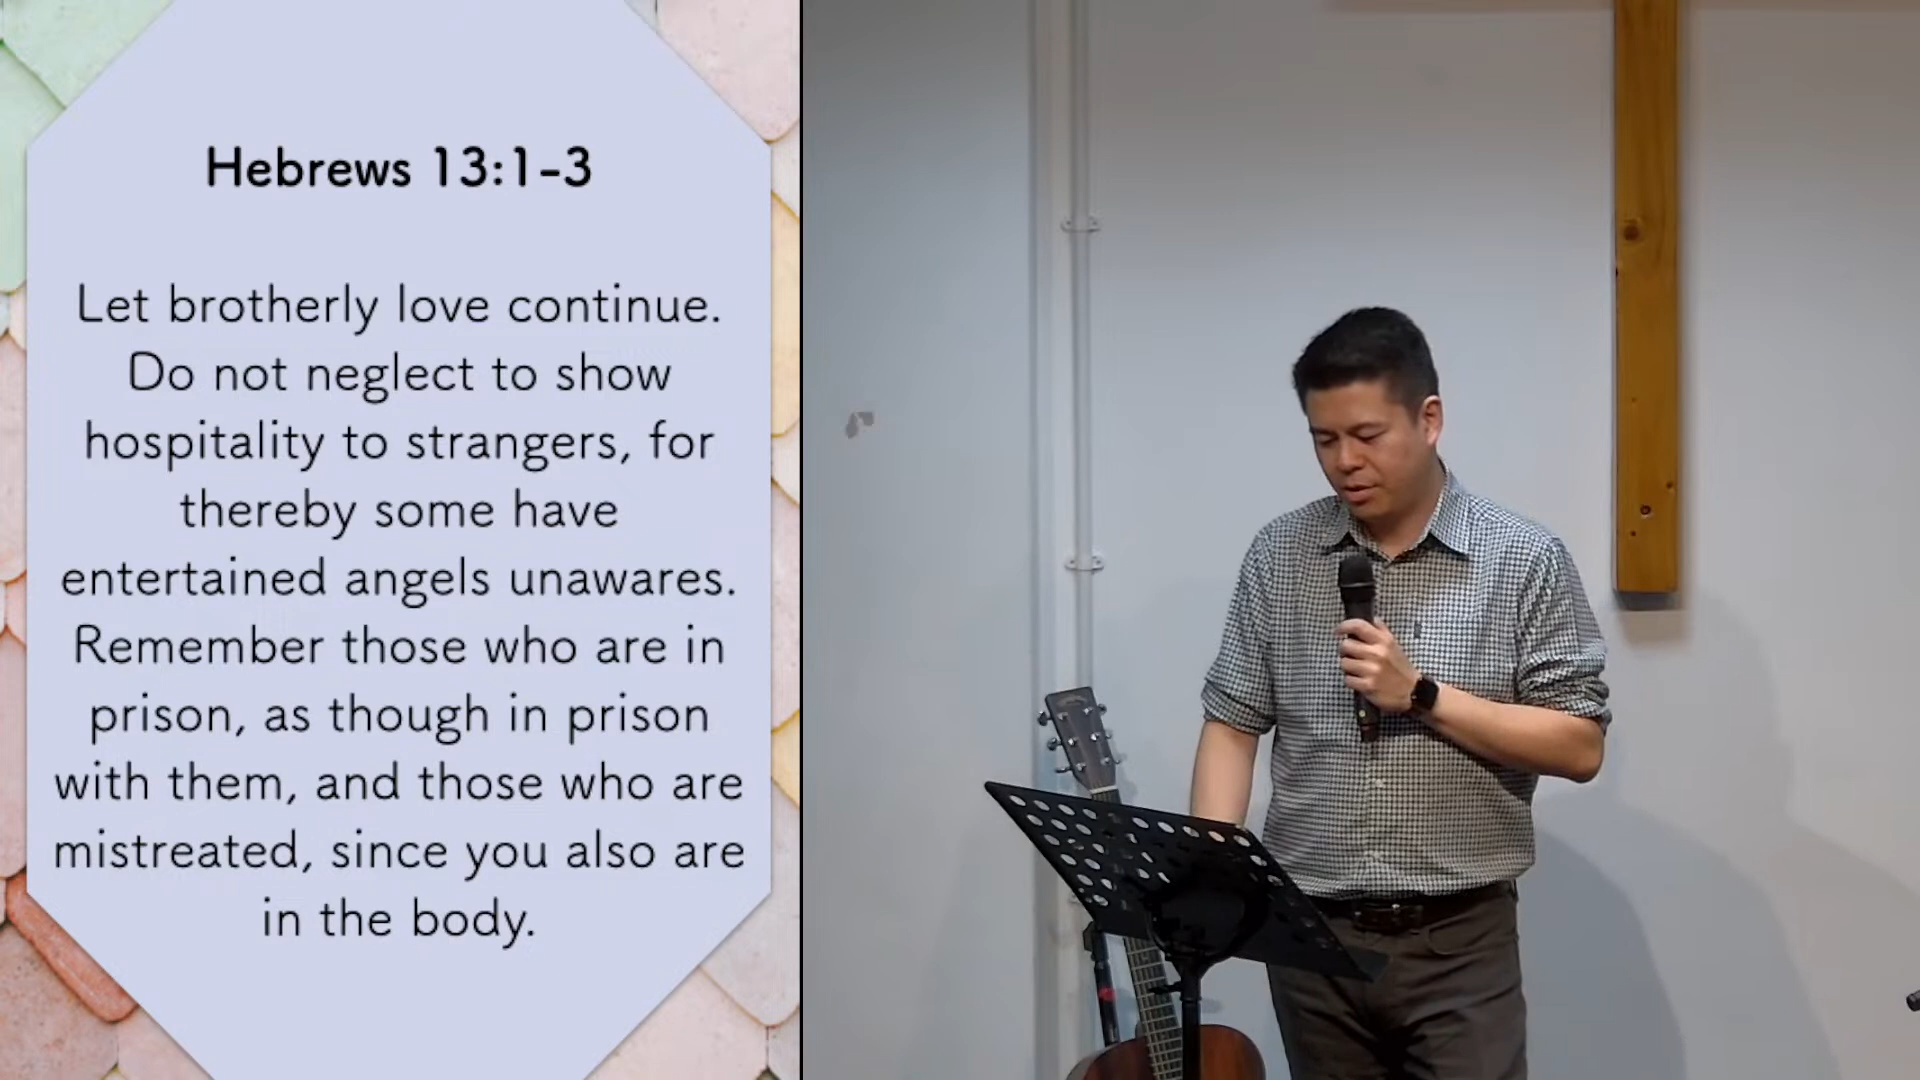 Hebrews 13:1-3
Let brotherly love continue.
Do not neglect to show
hospitality to strangers, for
thereby some have
entertained angels unawares.
Remember those who are in
prison, as though in prison
with them, and those who are
mistreated, since you also are
in the body.